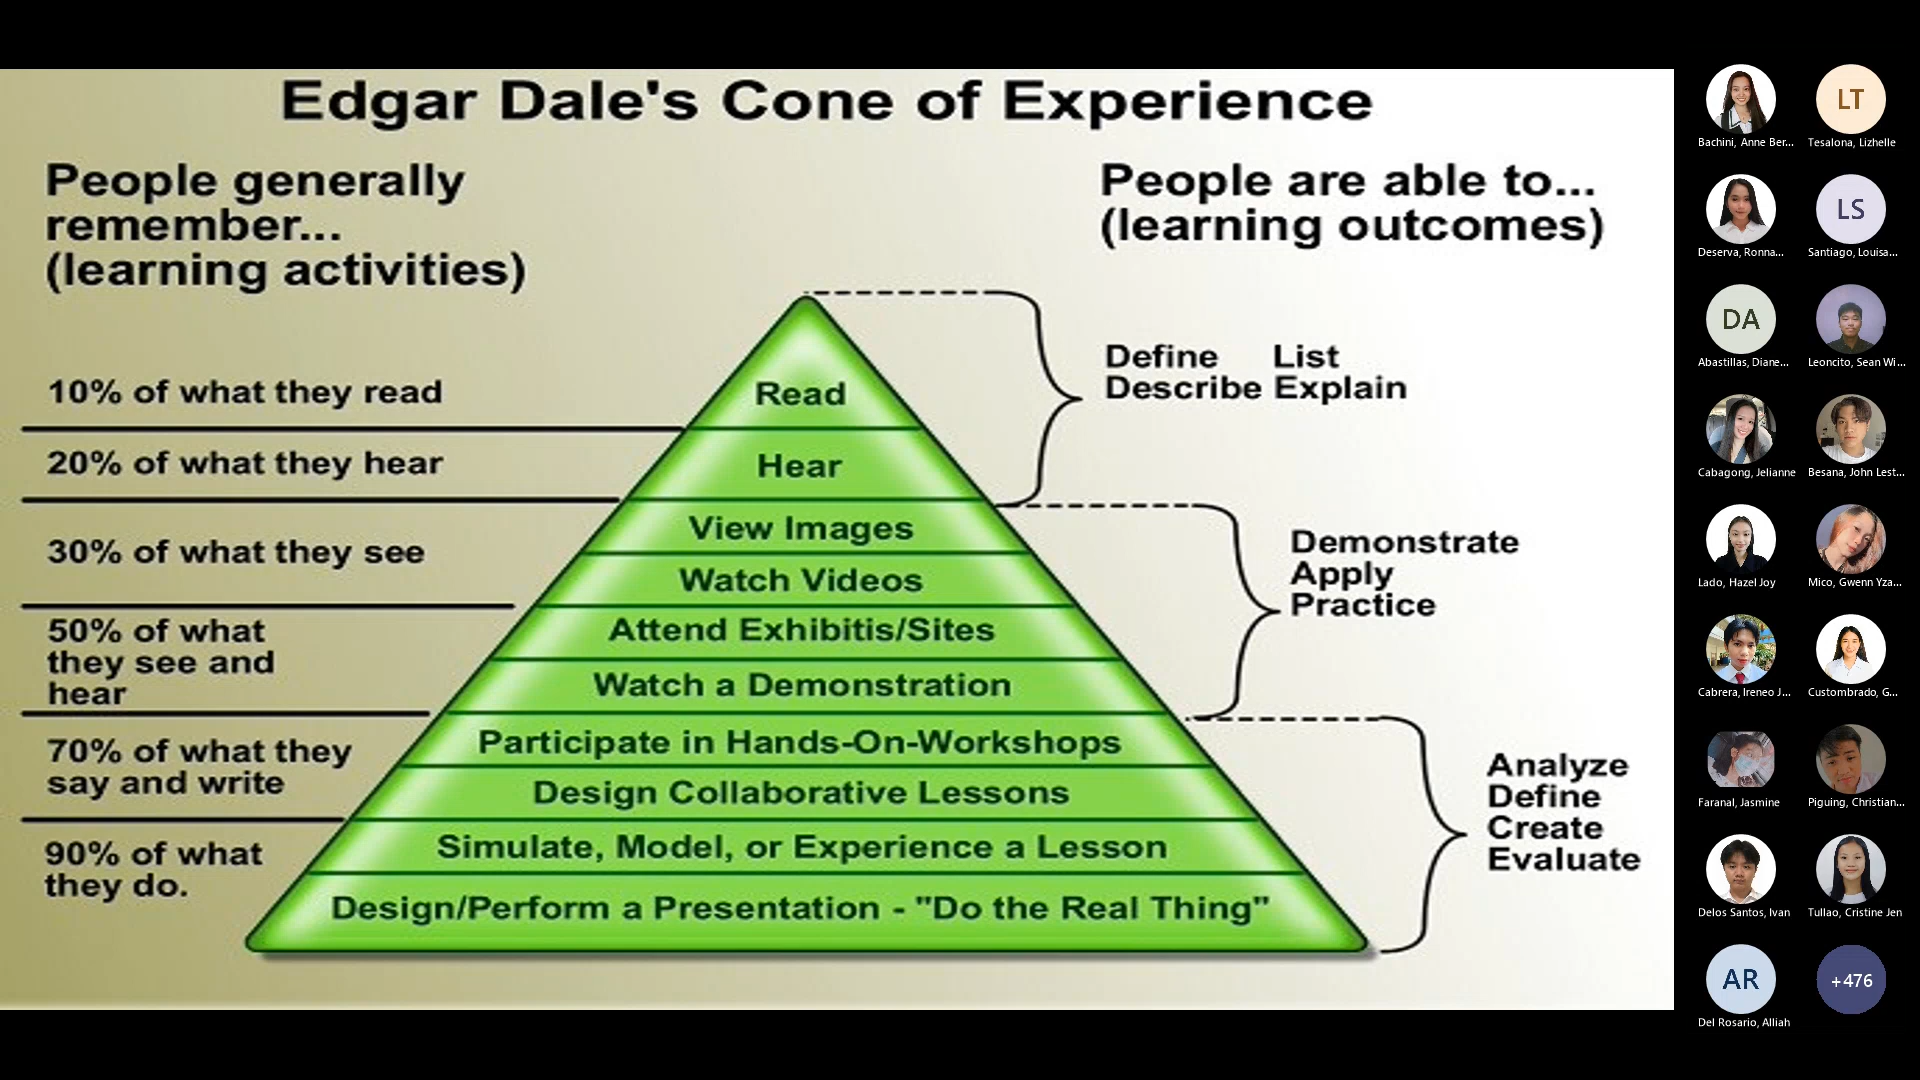 Edgar Dale's Cone of Experience
People generally
remember...
(learning activities)
People are able to...
(learning outcomes)
10% of what they read
20% of what they hear
30% of what they see
50% of what
they see and
hear
70% of what they
say and write
90% of what
they do.
Read
Hear
View Images
Watch Videos
Attend Exhibitis/Sites
Watch a Demonstration
Participate in Hands-On-Workshops
Design Collaborative Lessons
Simulate, Model, or Experience a Lesson
Design/Perform a Presentation - "Do the Real Thing"
Define List
Describe Explain
Demonstrate
Apply
Practice
Analyze
Define
Create
Evaluate
Bachini, Anne Ber...
LT
Tesalona, Lizhelle
Deserva, Ronna...
LS
Santiago, Louisa...
DA
Abastillas, Diane...
Leoncito, Sean Wi...
Cabagong, Jelianne
Besana, John Lest...
Lado, Hazel Joy
Mico, Gwenn Yza...
Cabrera, Ireneo J...
Custombrado, G...
Faranal, Jasmine
Piguing, Christian...
Delos Santos, Ivan
Tullao, Cristine Jen
AR
Del Rosario, Alliah
+476